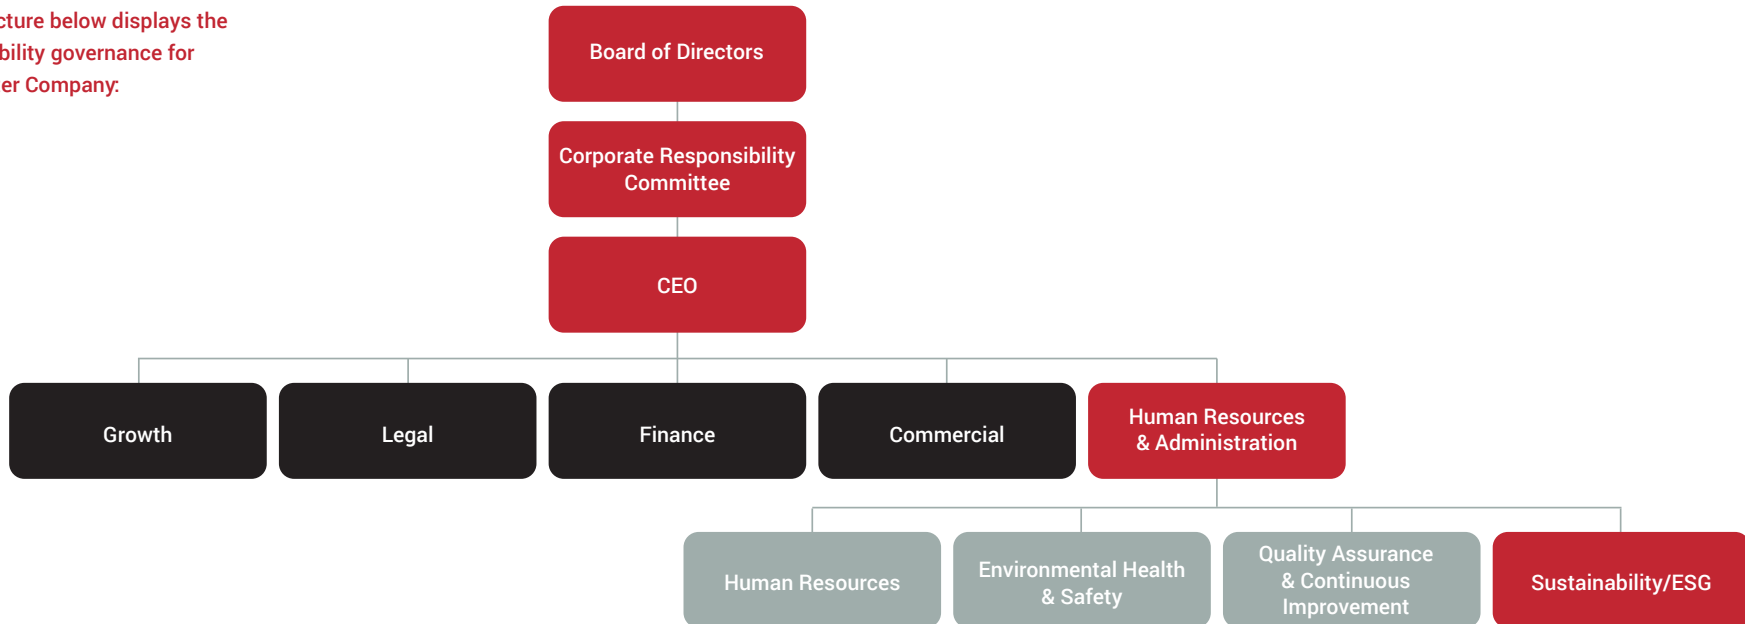 cture below displays the
bility governance for
er Company:
Board of Directors
Corporate Responsibility
Committee
CEO
Growth
Legal
Finance
Commercial
Human Resources
& Administration
Human Resources
Environmental Health
& Safety
Quality Assurance
& Continuous
Improvement
Sustainability/ESG